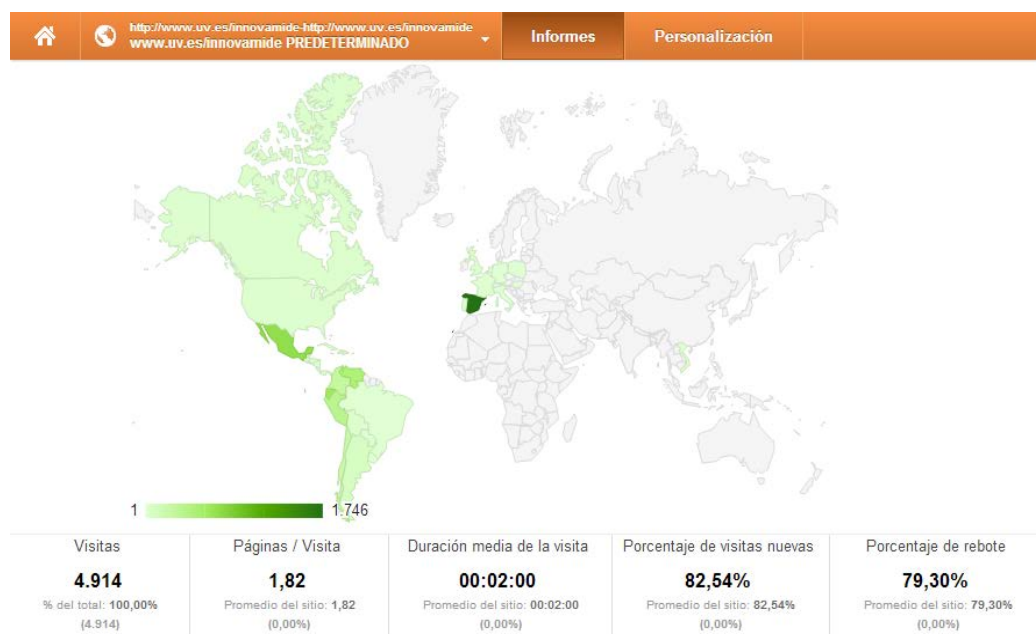 http://www.uv.es/innovamide-http://www.uv.es/innovamide
www.uv.es/innovamide PREDETERMINADO
Informes
Personalización
1
1.746
Visitas
4.914
% del total: 100,00%
(4.914)
Páginas / Visita
1,82
Promedio del sitio: 1,82
(0,00%)
Duración media de la visita
00:02:00
Promedio del sitio: 00:02:00
(0,00%)
Porcentaje de visitas nuevas
82,54%
Promedio del sitio: 82,54%
(0,00%)
Porcentaje de rebote
79,30%
Promedio del sitio: 79,30%
(0,00%)